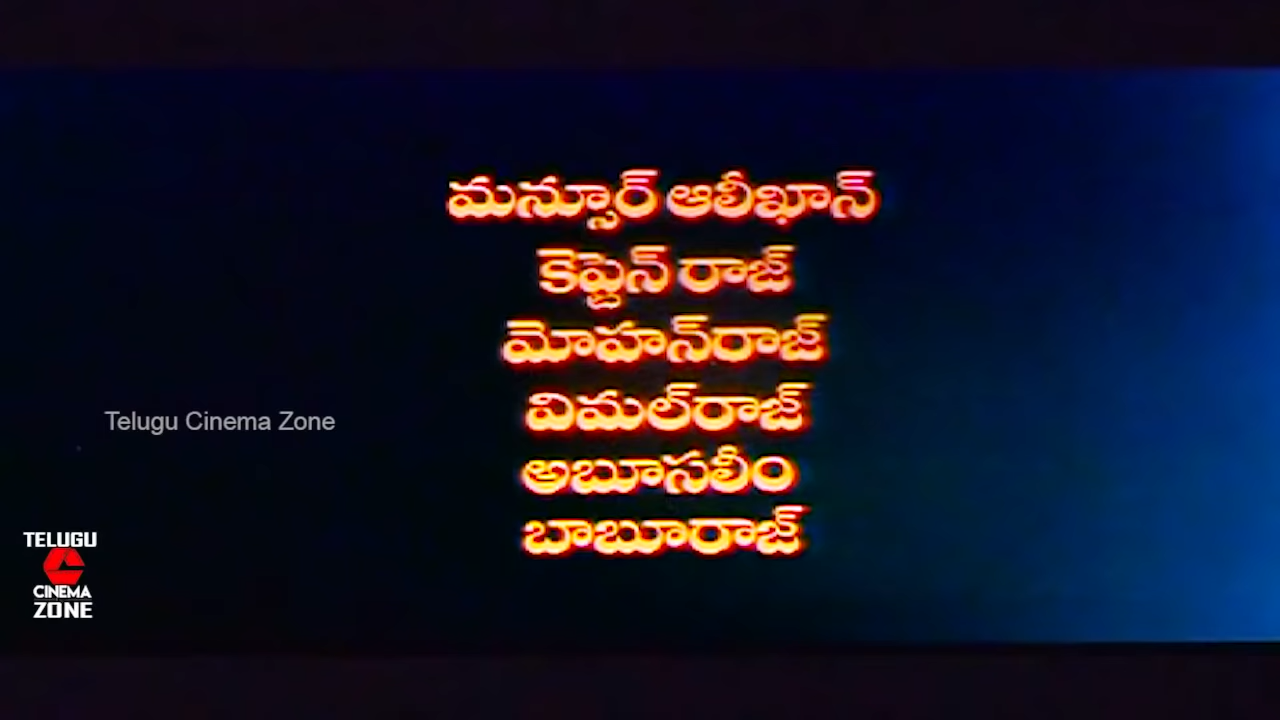 మన్సూర్ ఆలీఖాన్
కెప్టెన్ రాజ్
మోహన్‌రాజ్
విమల్‌రాజ్
అబూసలీం
బాబూరాజ్
Telugu Cinema Zone
TELUGU
CINEMA
ZONE